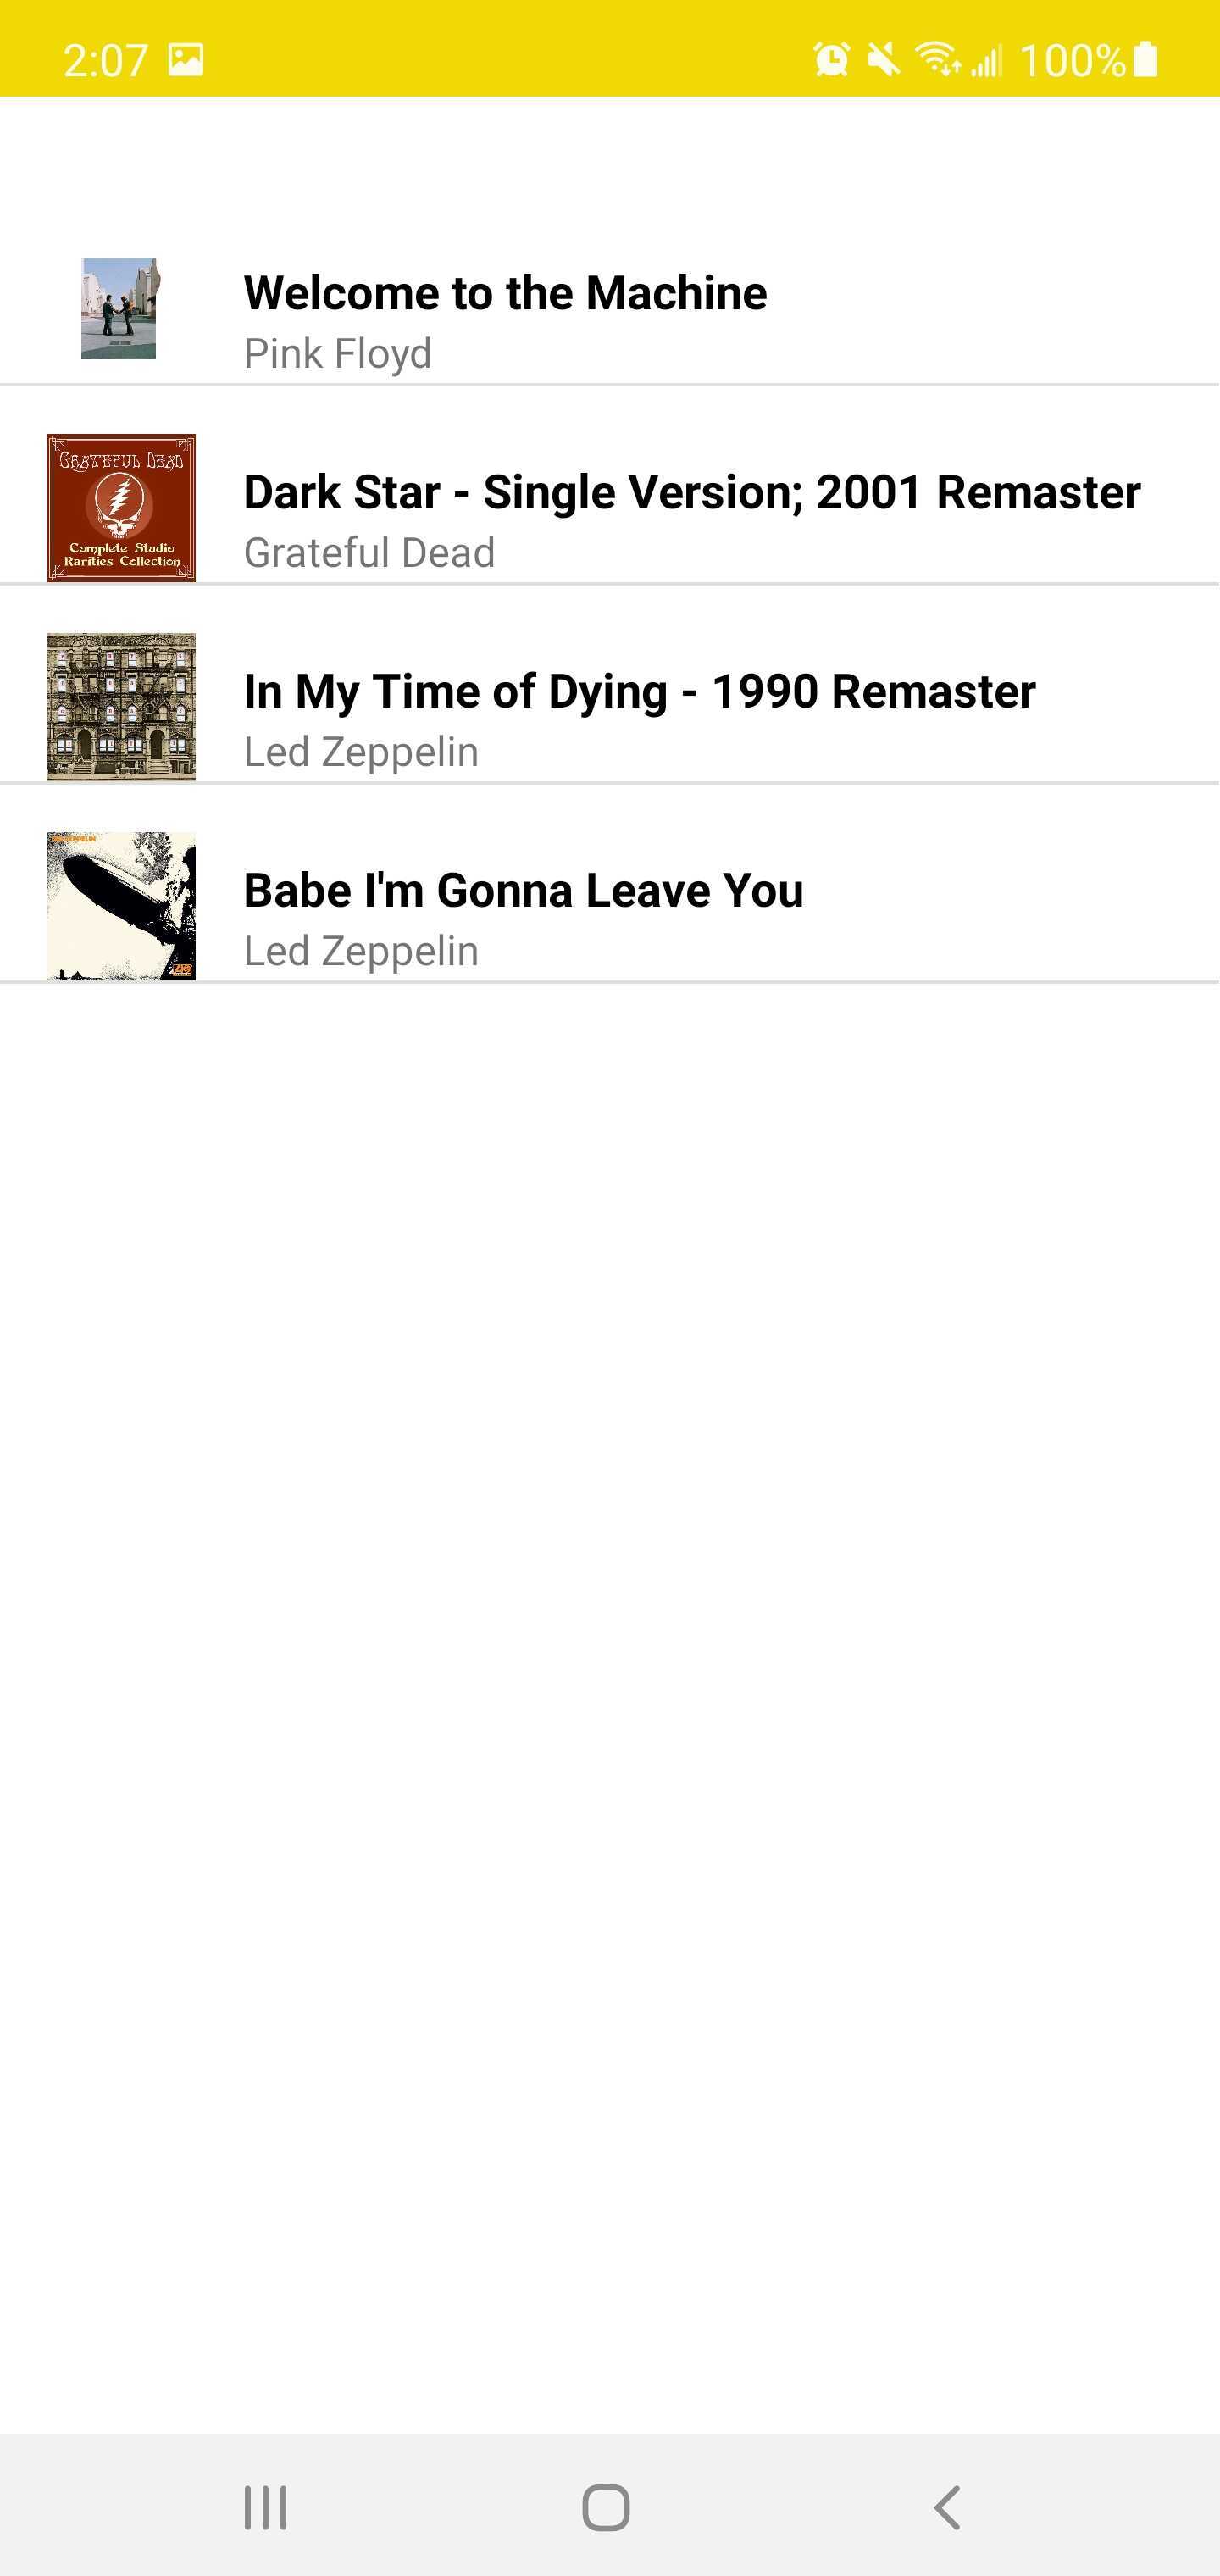 2:07 100%
Welcome to the Machine
Pink Floyd
GRATEFUL DEAD
Complete Studio
Rarities Collection
Dark Star - Single Version; 2001 Remaster
Grateful Dead
In My Time of Dying - 1990 Remaster
Led Zeppelin
Babe I'm Gonna Leave You
Led Zeppelin